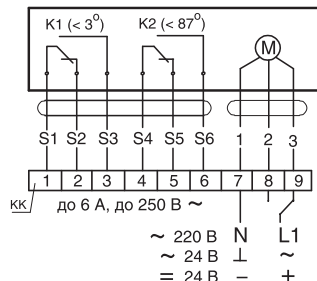 K1 (< 3°) K2 (< 87°)
M
S1 S2 S3 S4 S5 S6 1 2 3
1 2 3 4 5 6 7 8 9
КК до 6 А, до 250 В ~
~ 220 В N L1
~ 24 В ⊥ ~
= 24 В − +